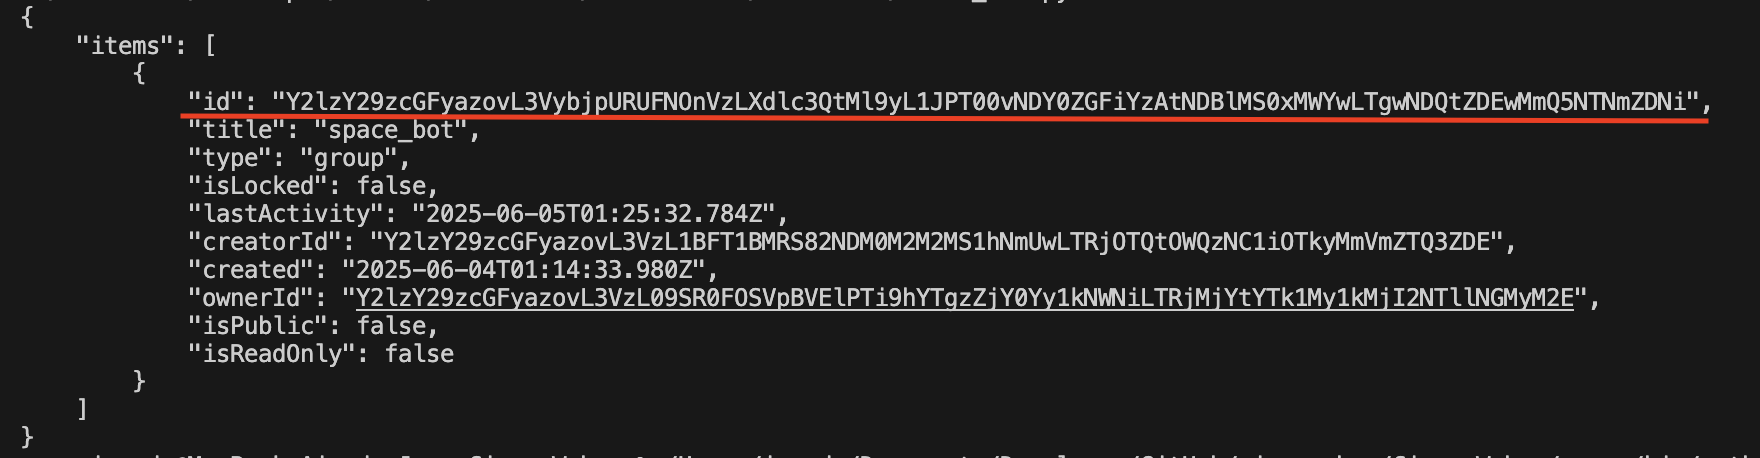 {
"items": [
{
"id": "Y2lzY29zcGFyazovL3VybjpURUFNOnVzLXdlc3QtMl9yL1JPT00vNDY0ZGFiYzAtNDBlMS0xMWYwLTgwNDQtZDEwMmQ5NTNmZDNi",
"title": "space_bot",
"type": "group",
"isLocked": false,
"lastActivity": "2025-06-05T01:25:32.784Z",
"creatorId": "Y2lzY29zcGFyazovL3VzL1BFT1BMRS82NDM0M2M2MS1hNmUwLTRjOTQtOWQzNC1iOTkyMmVmZTQ3ZDE",
"created": "2025-06-04T01:14:33.980Z",
"ownerId": "Y2lzY29zcGFyazovL3VzL09SR0FOSVpBVElPTi9hYTgzZjY0Yy1kNWNiLTRjMjYtYTk1My1kMjI2NTllNGMyM2E",
"isPublic": false,
"isReadOnly": false
}
]
}